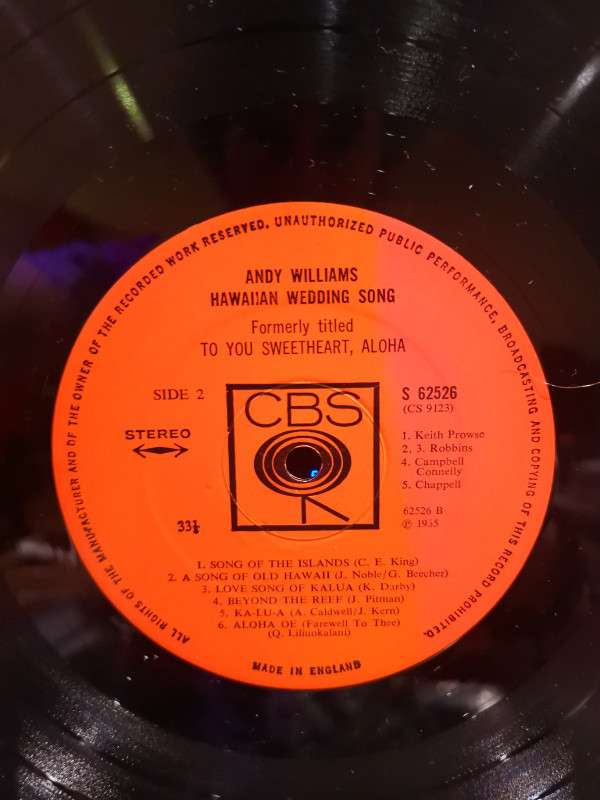 ALL RIGHTS OF THE MANUFACTURER AND OF THE OWNER OF THE RECORDED WORK RESERVED. UNAUTHORIZED PUBLIC PERFORMANCE, BROADCASTING AND COPYING OF THIS RECORD PROHIBITED.
ANDY WILLIAMS
HAWAIIAN WEDDING SONG
Formerly titled
TO YOU SWEETHEART, ALOHA
SIDE 2
STEREO
33⅓
CBS
S 62526
(CS 9123)
1. Keith Prowse
2, 3. Robbins
4. Campbell
Connelly
5. Chappell
62526 B
℗ 1965
1. SONG OF THE ISLANDS (C. E. King)
2. A SONG OF OLD HAWAII (J. Noble/G. Beecher)
3. LOVE SONG OF KALUA (K. Darby)
4. BEYOND THE REEF (J. Pitman)
5. KA-LU-A (A. Caldwell/J. Kern)
6. ALOHA OE (Farewell To Thee)
(Q. Liliuokalani)
MADE IN ENGLAND